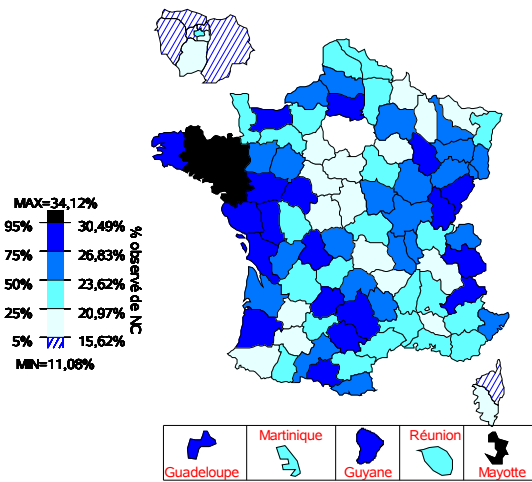 MAX=34,12%
95% 30,49%
75% 26,83%
50% 23,62%
25% 20,97%
5% 15,62%
MIN=11,08%
% observé de NC
Martinique Réunion
Guadeloupe Guyane Mayotte